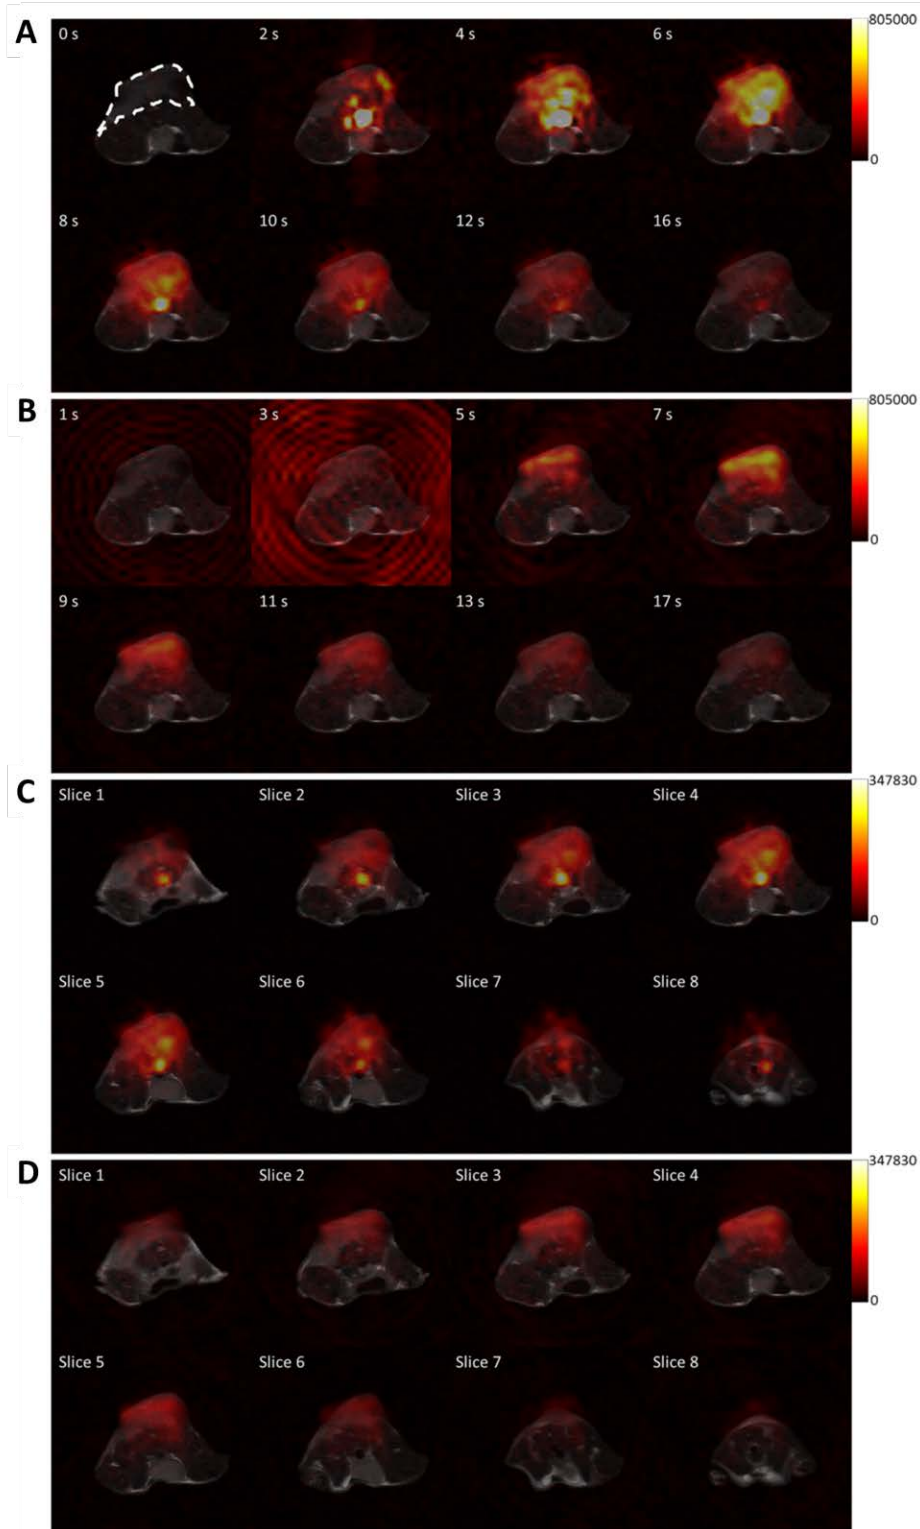 A
0 s 2 s 4 s 6 s 805000
0
8 s 10 s 12 s 16 s
B
1 s 3 s 5 s 7 s 805000
0
9 s 11 s 13 s 17 s
C
Slice 1 Slice 2 Slice 3 Slice 4 347830
0
Slice 5 Slice 6 Slice 7 Slice 8
D
Slice 1 Slice 2 Slice 3 Slice 4 347830
0
Slice 5 Slice 6 Slice 7 Slice 8